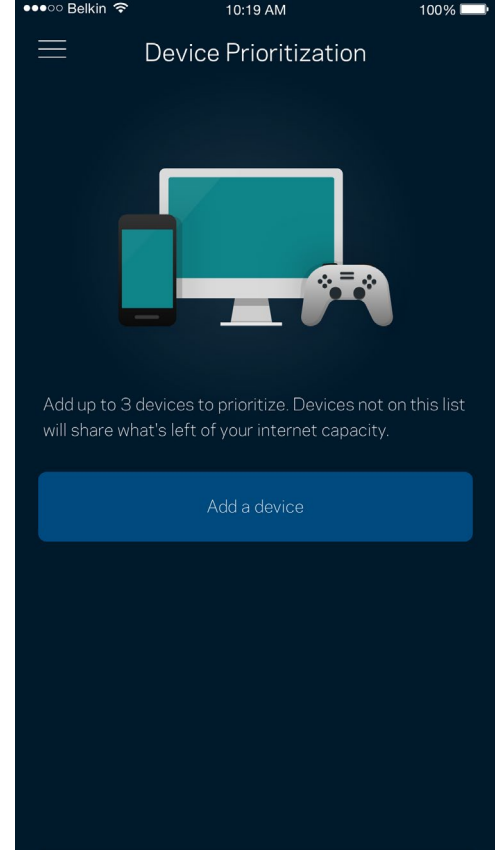 Belkin 10:19 AM 100%
Device Prioritization
Add up to 3 devices to prioritize. Devices not on this list
will share what's left of your internet capacity.
Add a device